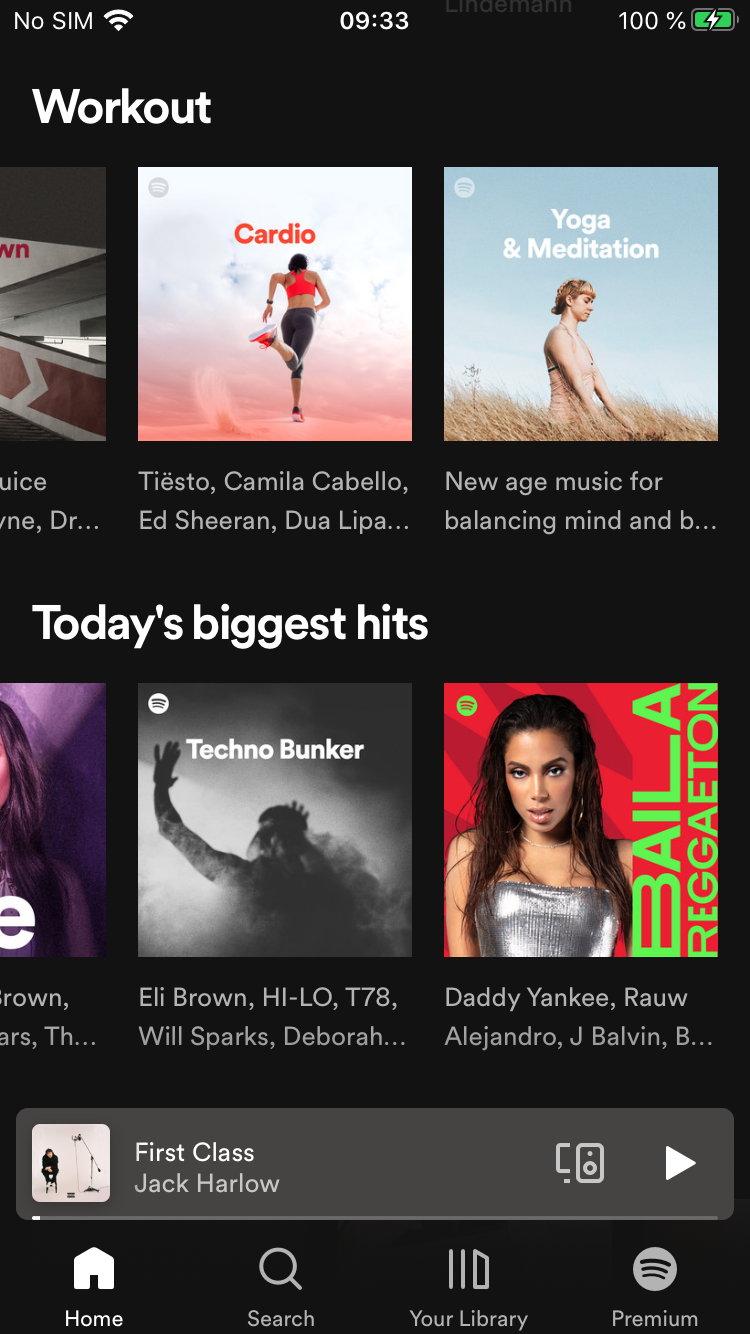 Lindemann
No SIM 09:33 100 %
Workout
wn
Cardio
Yoga
& Meditation
uice
Tiësto, Camila Cabello,
New age music for
yne, Dr...
Ed Sheeran, Dua Lipa...
balancing mind and b...
Today's biggest hits
e
Techno Bunker
BAILA
REGGAETON
Brown,
Eli Brown, HI-LO, T78,
Daddy Yankee, Rauw
ars, Th...
Will Sparks, Deborah...
Alejandro, J Balvin, B...
First Class
Jack Harlow
Home Search Your Library Premium